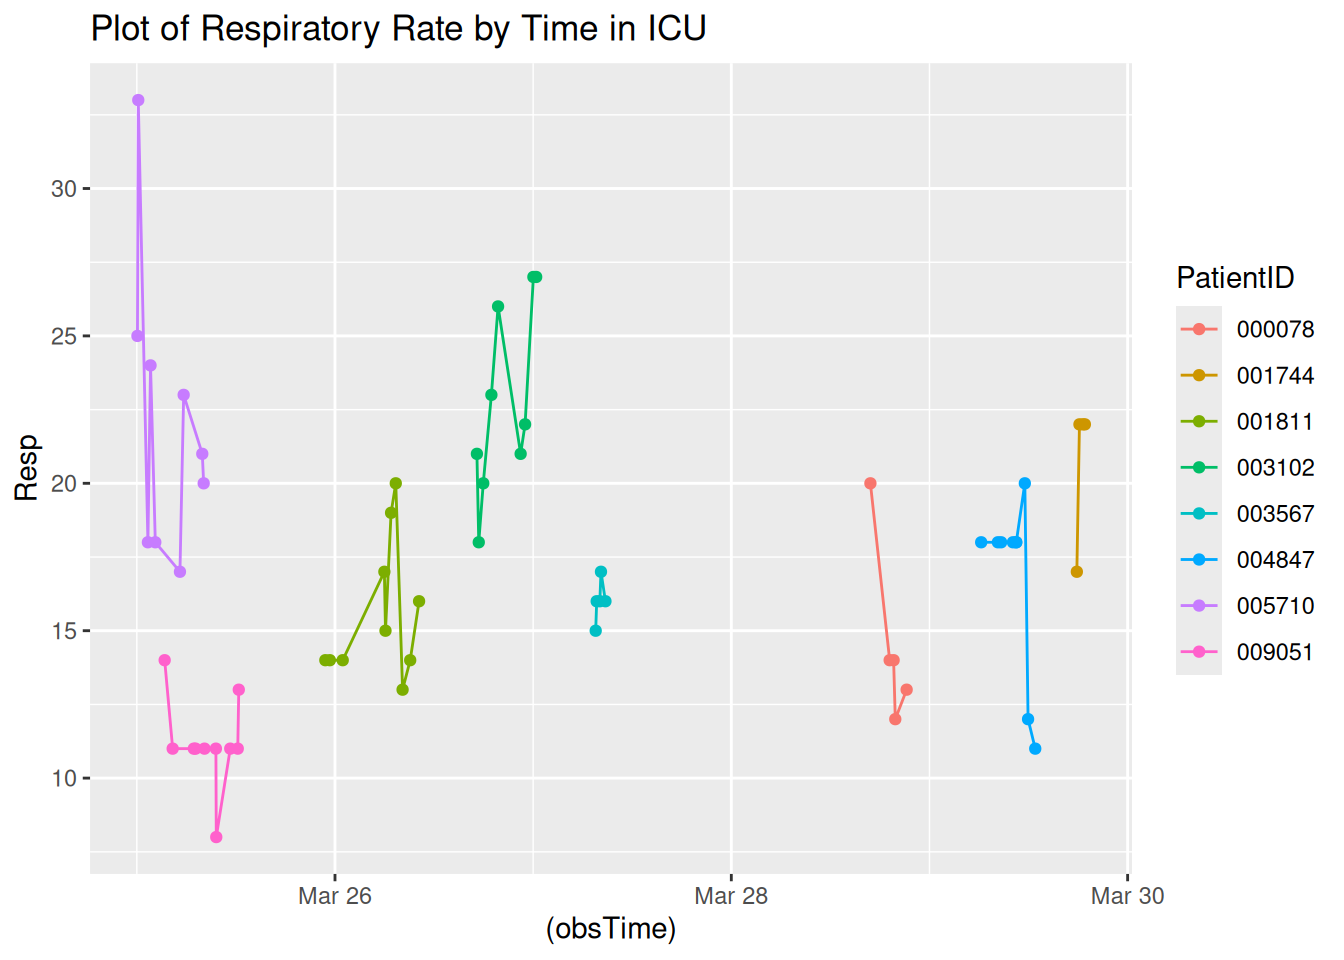 Plot of Respiratory Rate by Time in ICU
Resp
30
25
20
15
10
Mar 26
Mar 28
Mar 30
(obsTime)
PatientID
000078
001744
001811
003102
003567
004847
005710
009051